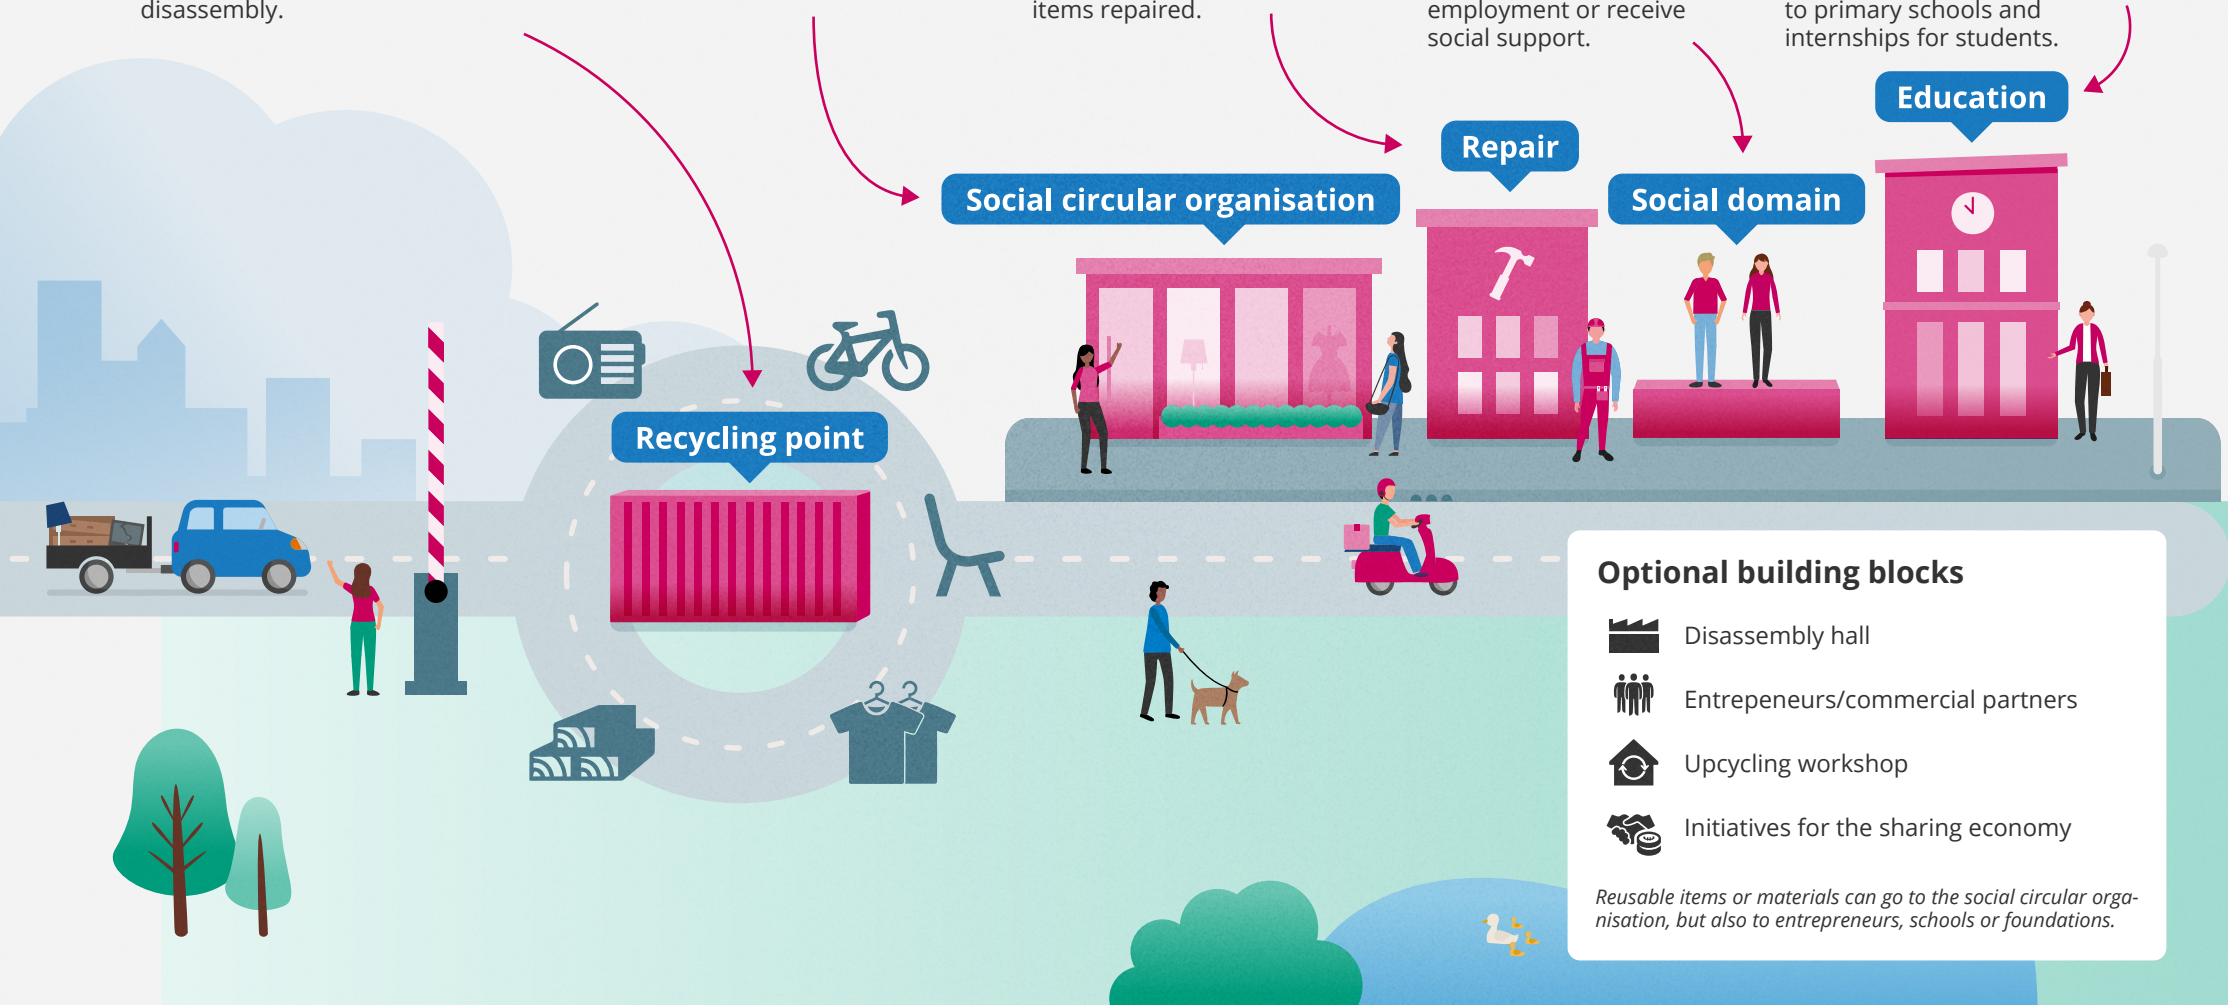 disassembly.
items repaired.
employment or receive
social support.
to primary schools and
internships for students.
Education
Repair
Social circular organisation
Social domain
Recycling point
Optional building blocks
Disassembly hall
Entrepeneurs/commercial partners
Upcycling workshop
Initiatives for the sharing economy
Reusable items or materials can go to the social circular orga-
nisation, but also to entrepreneurs, schools or foundations.